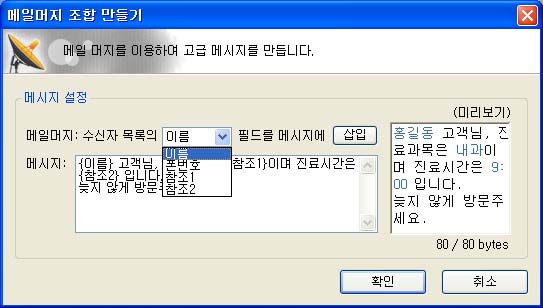 메일머지 조합 만들기
메일 머지를 이용하여 고급 메시지를 만듭니다.
메시지 설정
(미리보기)
메일머지: 수신자 목록의 이름 필드를 메시지에 삽입
이름
폰번호
참조1
참조2
메시지: {이름} 고객님, 참조1}이며 진료시간은
{참조2} 입니다
늦지 않게 방문주
홍길동 고객님, 진
료과목은 내과이
며 진료시간은 9:
00 입니다.
늦지 않게 방문주
세요.
80 / 80 bytes
확인 취소